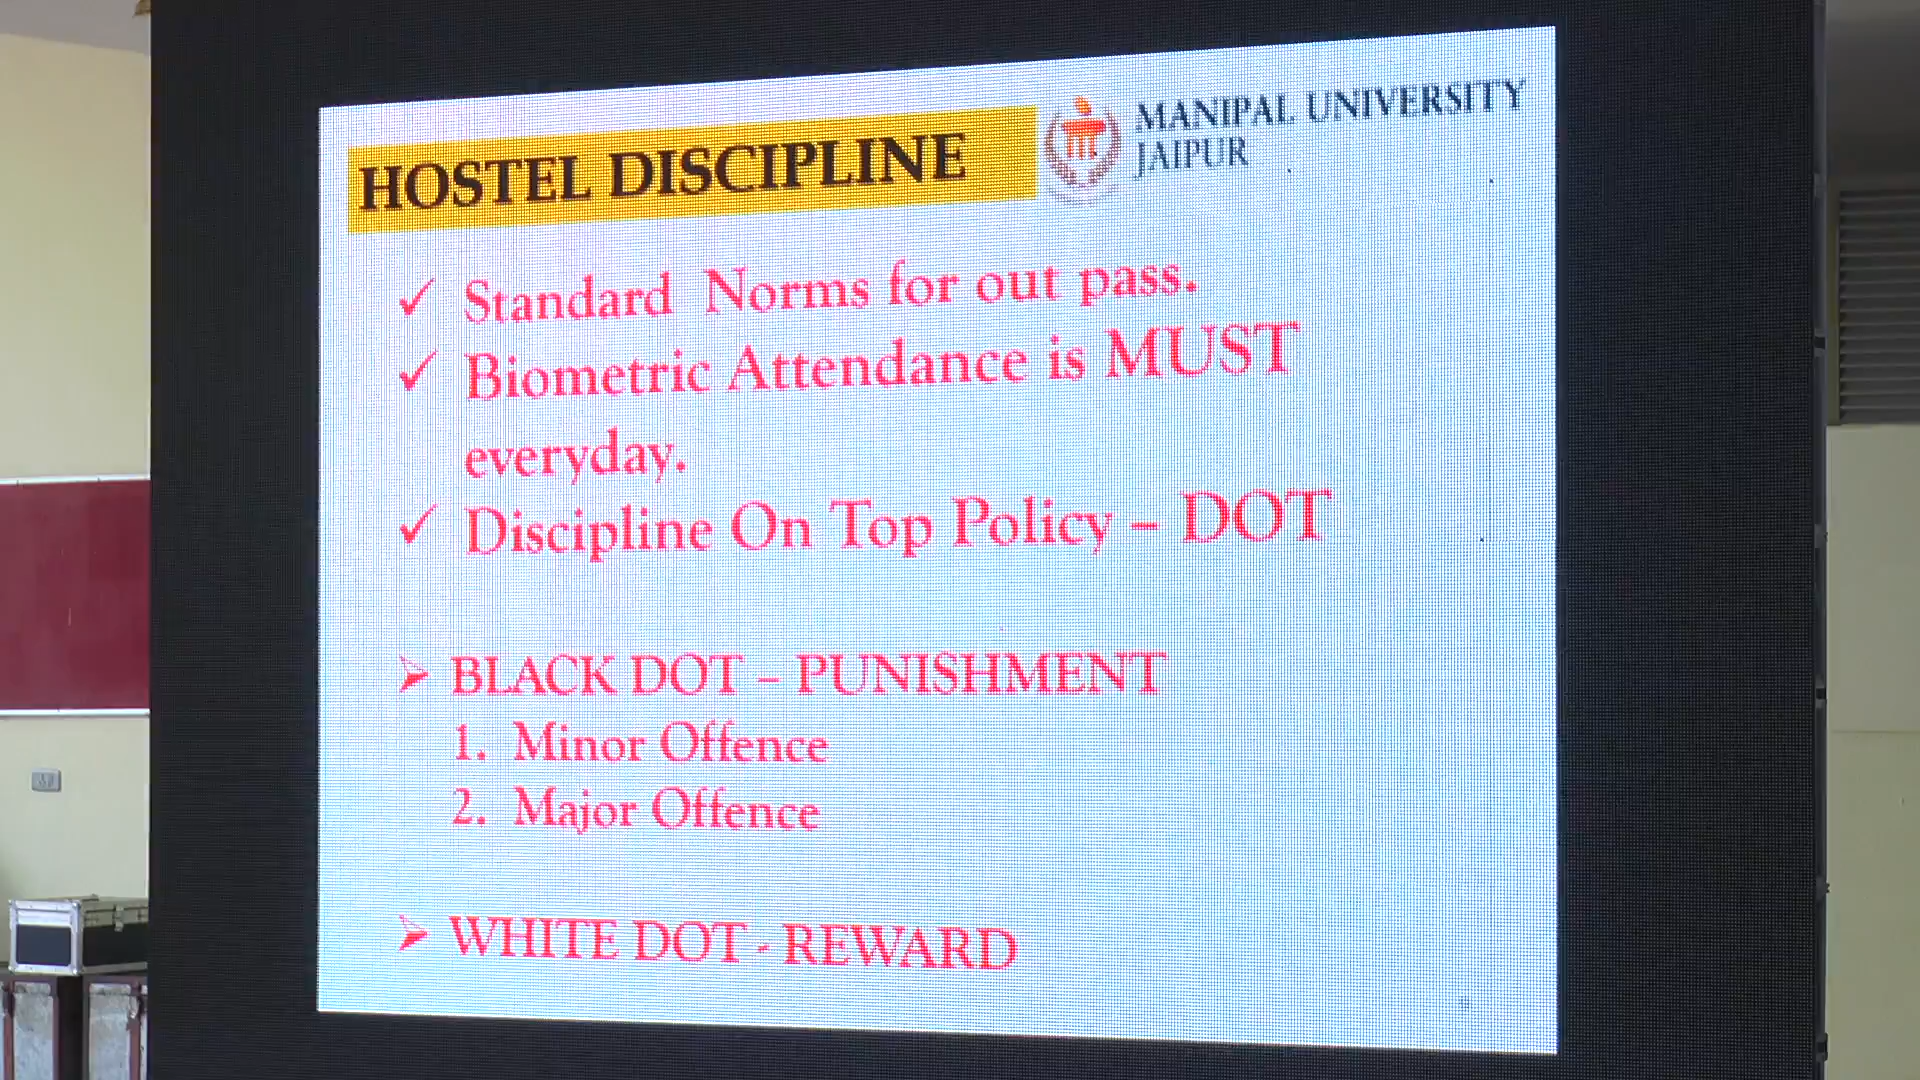 HOSTEL DISCIPLINE
MANIPAL UNIVERSITY
JAIPUR
✓ Standard Norms for out pass.
✓ Biometric Attendance is MUST
everyday.
✓ Discipline On Top Policy – DOT
➢ BLACK DOT – PUNISHMENT
1. Minor Offence
2. Major Offence
➢ WHITE DOT - REWARD